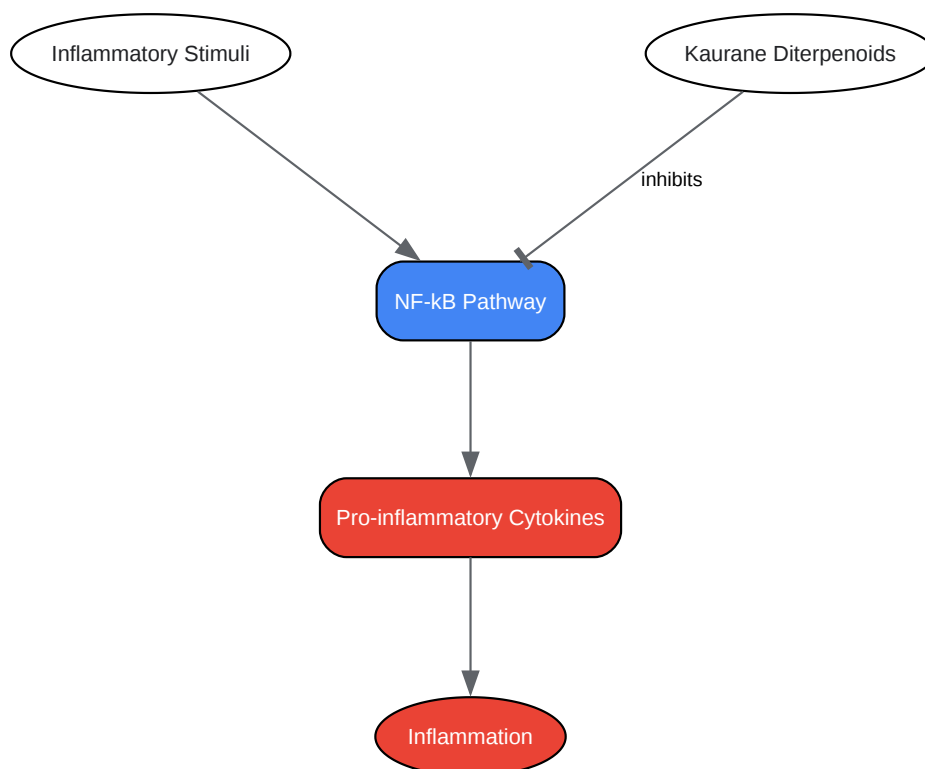 Inflammatory Stimuli
Kaurane Diterpenoids
inhibits
NF-kB Pathway
Pro-inflammatory Cytokines
Inflammation